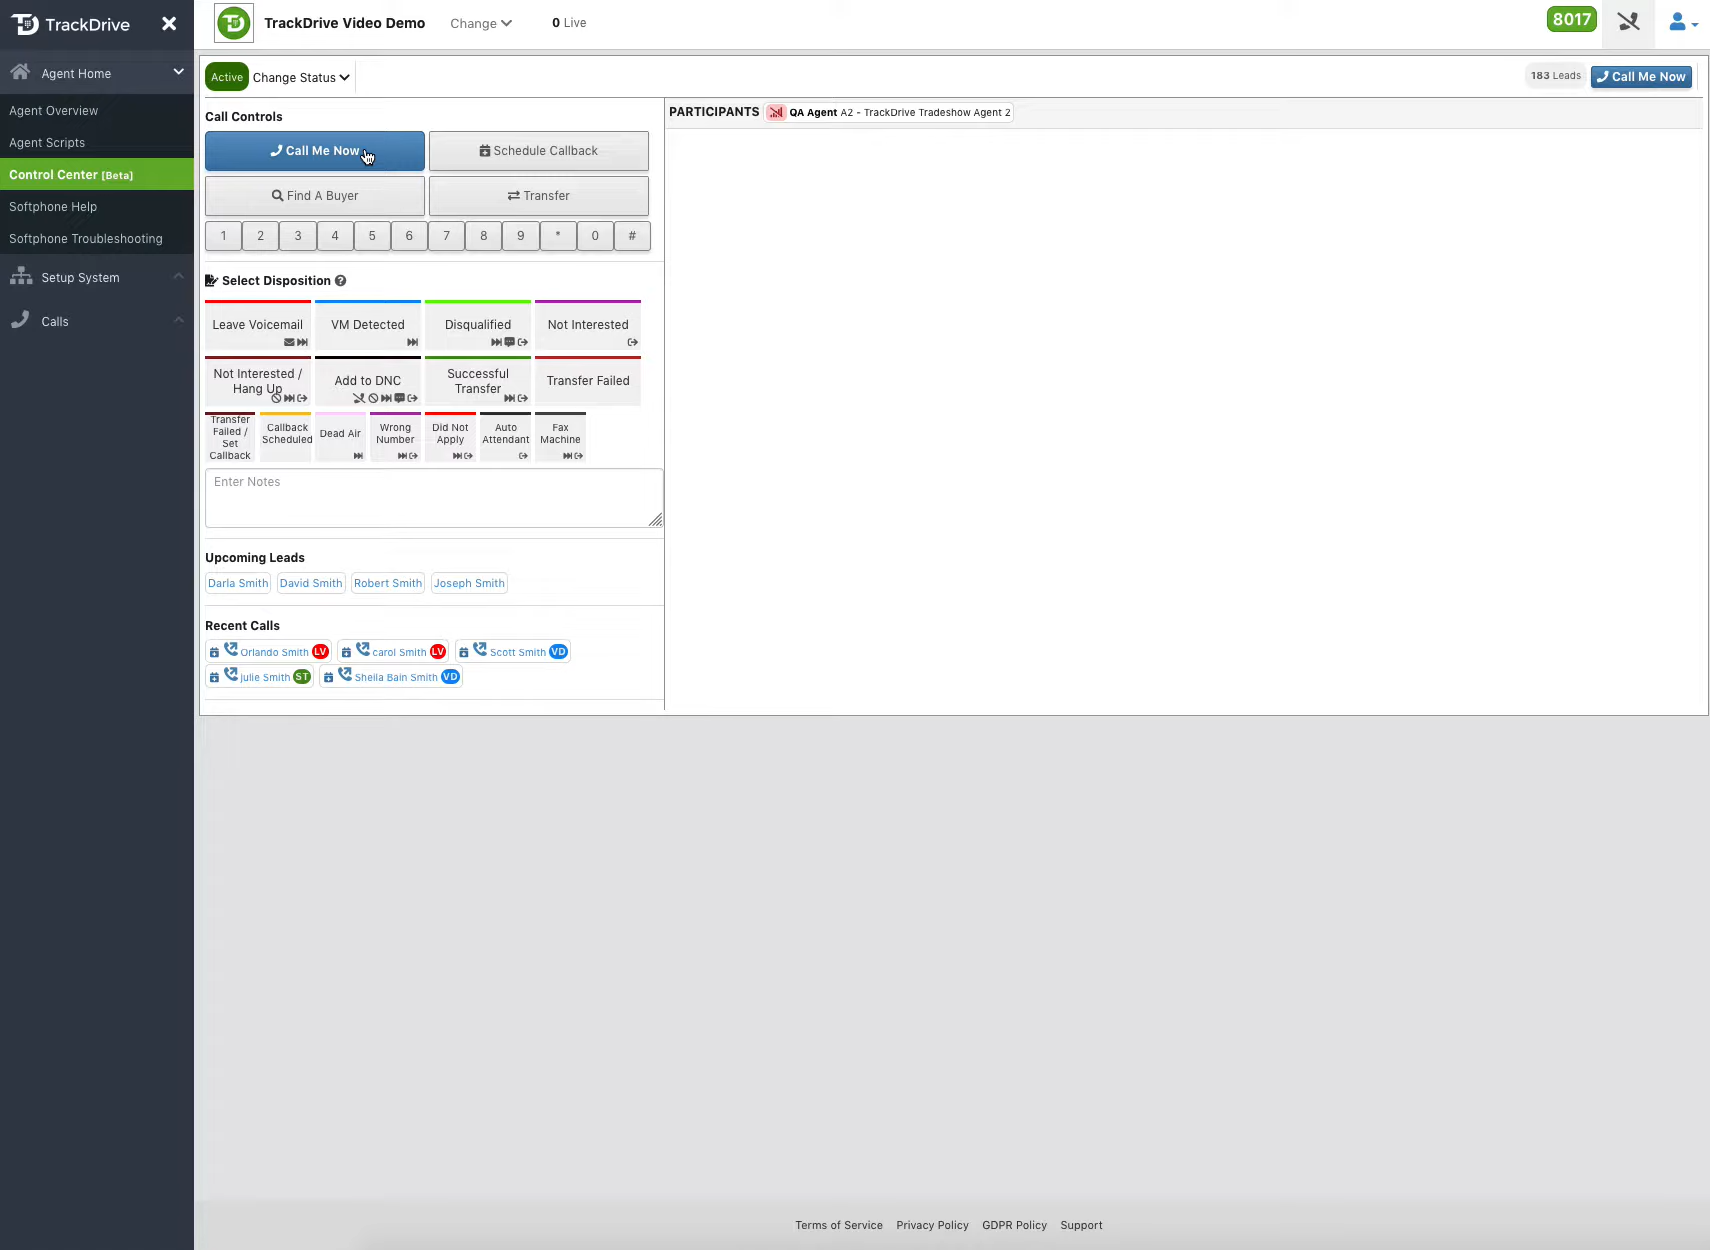 TrackDrive
TrackDrive Video Demo Change 0 Live 8017
Agent Home
Agent Overview
Agent Scripts
Control Center [Beta]
Softphone Help
Softphone Troubleshooting
Setup System
Calls
Active Change Status 183 Leads Call Me Now
Call Controls
Call Me Now Schedule Callback
Find A Buyer Transfer
1 2 3 4 5 6 7 8 9 * 0 #
Select Disposition
Leave Voicemail VM Detected Disqualified Not Interested
Not Interested / Hang Up Add to DNC Successful Transfer Transfer Failed
Transfer Failed / Set Callback Callback Scheduled Dead Air Wrong Number Did Not Apply Auto Attendant Fax Machine
Enter Notes
Upcoming Leads
Darla Smith David Smith Robert Smith Joseph Smith
Recent Calls
Orlando Smith LV carol Smith LV Scott Smith VD
julie Smith ST Sheila Bain Smith VD
PARTICIPANTS QA Agent A2 - TrackDrive Tradeshow Agent 2
Terms of Service Privacy Policy GDPR Policy Support